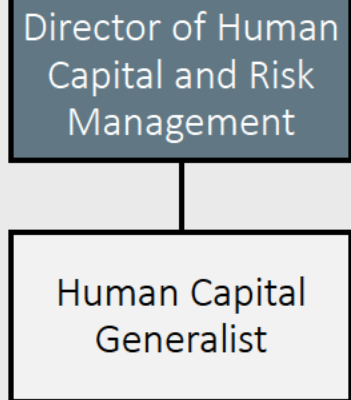 Director of Human
Capital and Risk
Management
Human Capital
Generalist